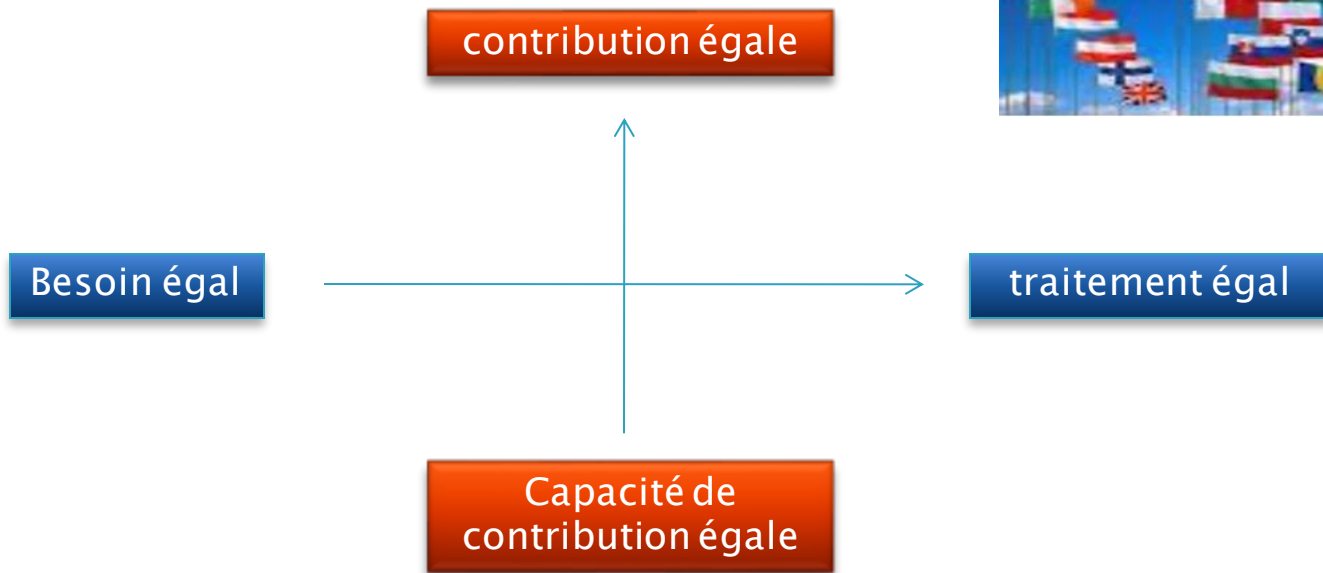 contribution égale
Besoin égal
traitement égal
Capacité de
contribution égale